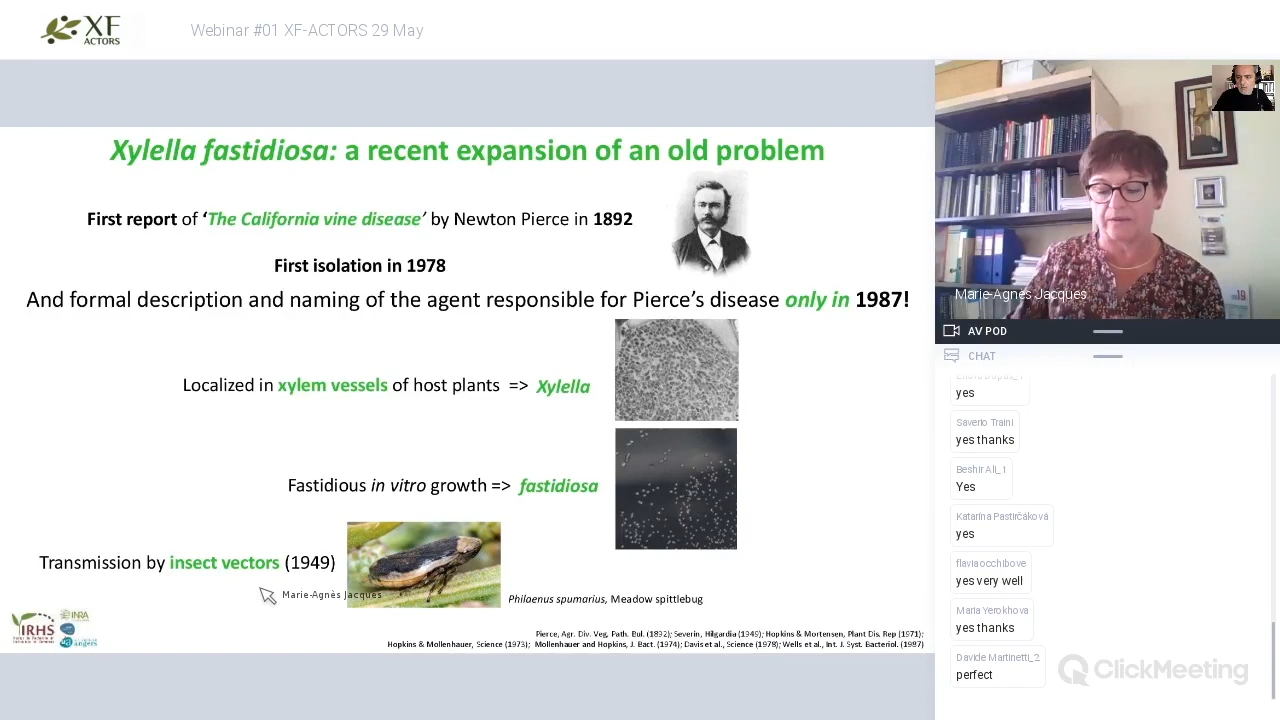 XF
ACTORS
Webinar #01 XF-ACTORS 29 May
Xylella fastidiosa: a recent expansion of an old problem
First report of ‘The California vine disease’ by Newton Pierce in 1892
First isolation in 1978
And formal description and naming of the agent responsible for Pierce’s disease only in 1987!
Localized in xylem vessels of host plants => Xylella
Fastidious in vitro growth => fastidiosa
Transmission by insect vectors (1949)
Marie-Agnès Jacques
Philaenus spumarius, Meadow spittlebug
IRHS
INRA
angers
Pierce, Agr. Div. Veg. Path. Bul. (1892); Severin, Hilgardia (1949); Hopkins & Mortensen, Plant Dis. Rep (1971);
Hopkins & Mollenhauer, Science (1973); Mollenhauer and Hopkins, J. Bact. (1974); Davis et al., Science (1978); Wells et al., Int. J. Syst. Bacteriol. (1987)
Marie-Agnès Jacques
AV POD
CHAT
yes
Saverio Traini
yes thanks
Beshir Ali_1
Yes
Katarína Pastirčáková
yes
flavia occhibove
yes very well
Maria Yerokhova
yes thanks
Davide Martinetti_2
perfect
ClickMeeting